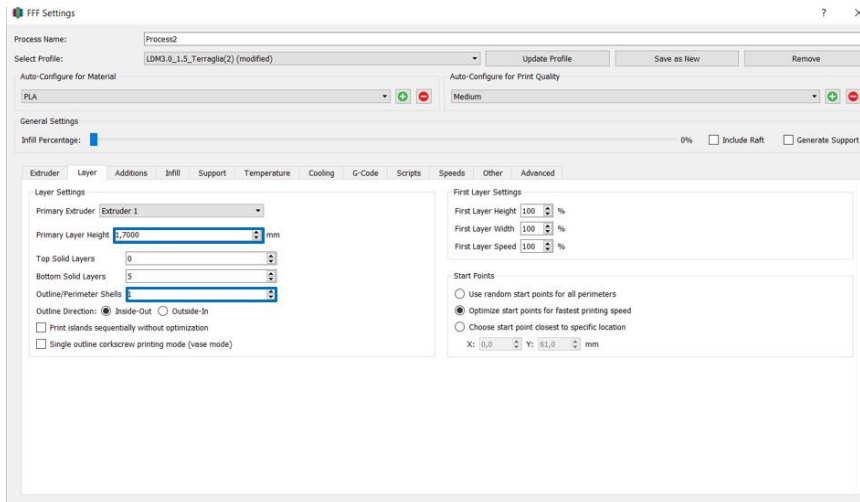 FFF Settings
Process Name: Process2
Select Profile: LDM3.0_1.5_Terraglia(2) (modified) Update Profile Save as New Remove
Auto-Configure for Material
PLA
Auto-Configure for Print Quality
Medium
General Settings
Infill Percentage: 0% Include Raft Generate Support
Extruder Layer Additions Infill Support Temperature Cooling G-Code Scripts Speeds Other Advanced
Layer Settings
Primary Extruder Extruder 1
Primary Layer Height 1,7000 mm
Top Solid Layers 0
Bottom Solid Layers 5
Outline/Perimeter Shells 1
Outline Direction: Inside-Out Outside-In
Print islands sequentially without optimization
Single outline corkscrew printing mode (vase mode)
First Layer Settings
First Layer Height 100 %
First Layer Width 100 %
First Layer Speed 100 %
Start Points
Use random start points for all perimeters
Optimize start points for fastest printing speed
Choose start point closest to specific location
X: 0,0 Y: 61,0 mm